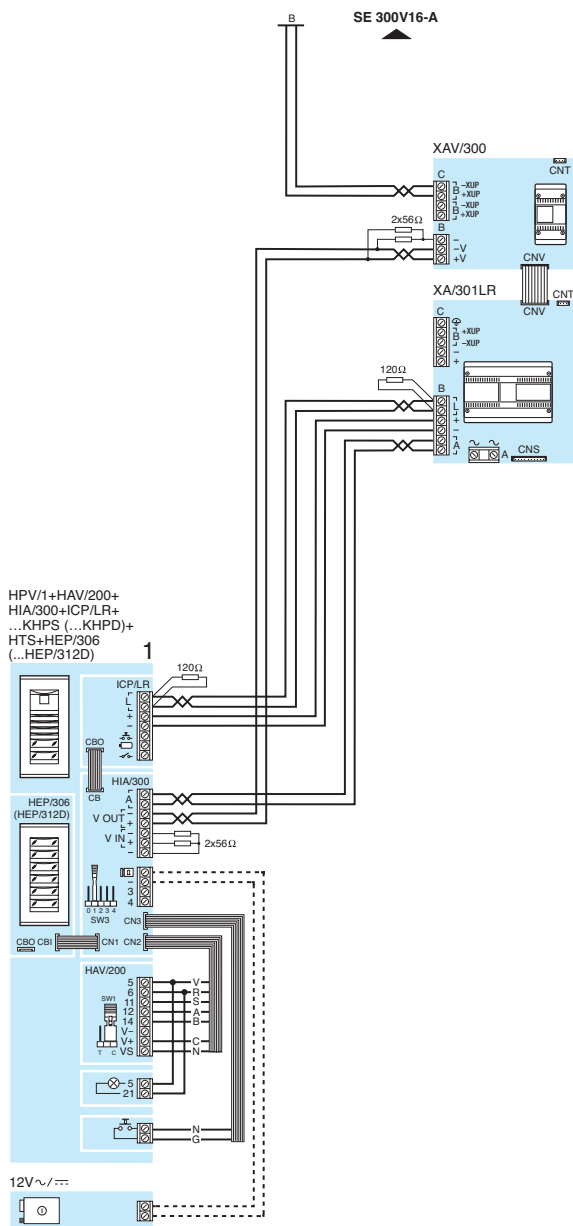 B
SE 300V16-A
XAV/300
CNT
C
–XUP
B
+XUP
–XUP
B
+XUP
2x56Ω
B
–
–V
+V
CNV
XA/301LR
CNV
CNT
C
+XUP
B
–XUP
–
+
120Ω
B
L
+
–
A
A
CNS
HPV/1+HAV/200+
HIA/300+ICP/LR+
…KHPS (…KHPD)+
HTS+HEP/306
(...HEP/312D)
1
120Ω
ICP/LR
L
+
–
CBO
CB
HIA/300
A
V OUT
–
+
V IN
–
+
–
2x56Ω
HEP/306
(HEP/312D)
–
3
4
0 1 2 3 4
SW3
CN3
CBO CBI
CN1 CN2
HAV/200
5 V
6 R
11 S
12 A
14 B
V–
V+ C
VS N
SW1
T C
5
21
N
G
12V ~/⎓